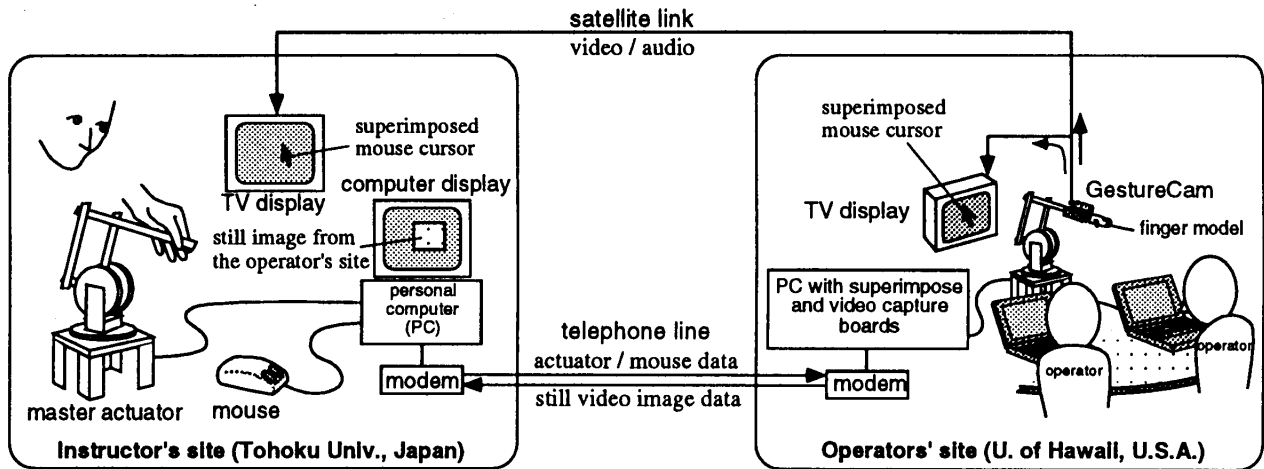 satellite link
video / audio
superimposed
mouse cursor
TV display
computer display
still image from
the operator's site
personal
computer
(PC)
modem
master actuator
mouse
Instructor's site (Tohoku Univ., Japan)
telephone line
actuator / mouse data
still video image data
superimposed
mouse cursor
TV display
GestureCam
finger model
PC with superimpose
and video capture
boards
modem
operator
operator
Operators' site (U. of Hawaii, U.S.A.)